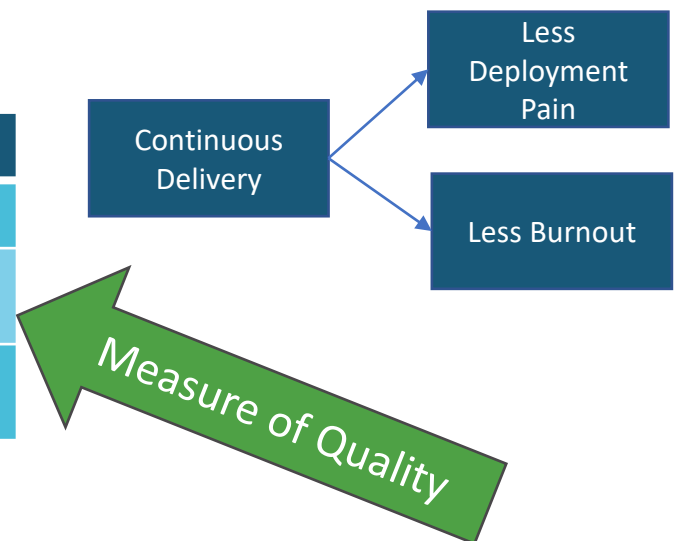 Less
Deployment
Pain
Continuous
Delivery
Less Burnout
Measure of Quality